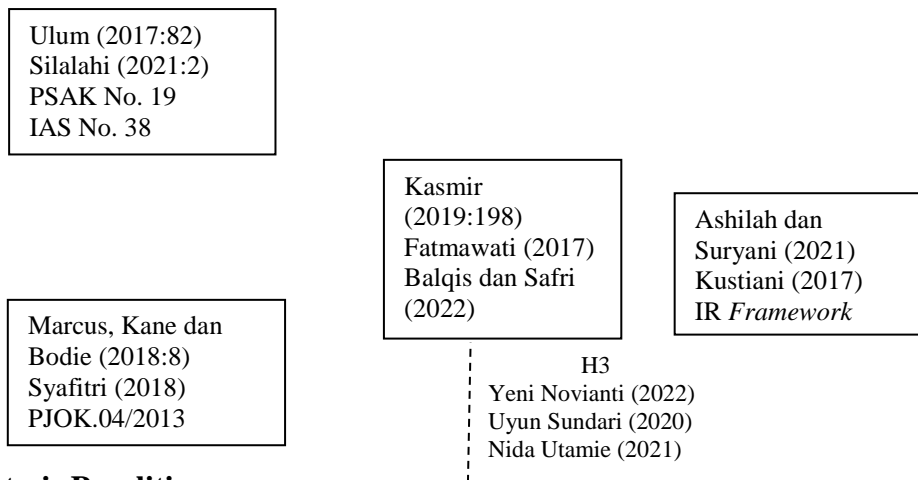 Ulum (2017:82)
Silalahi (2021:2)
PSAK No. 19
IAS No. 38
Kasmir
(2019:198)
Fatmawati (2017)
Balqis dan Safri
(2022)
Ashilah dan
Suryani (2021)
Kustiani (2017)
IR Framework
Marcus, Kane dan
Bodie (2018:8)
Syafitri (2018)
PJOK.04/2013
H3
Yeni Novianti (2022)
Uyun Sundari (2020)
Nida Utamie (2021)